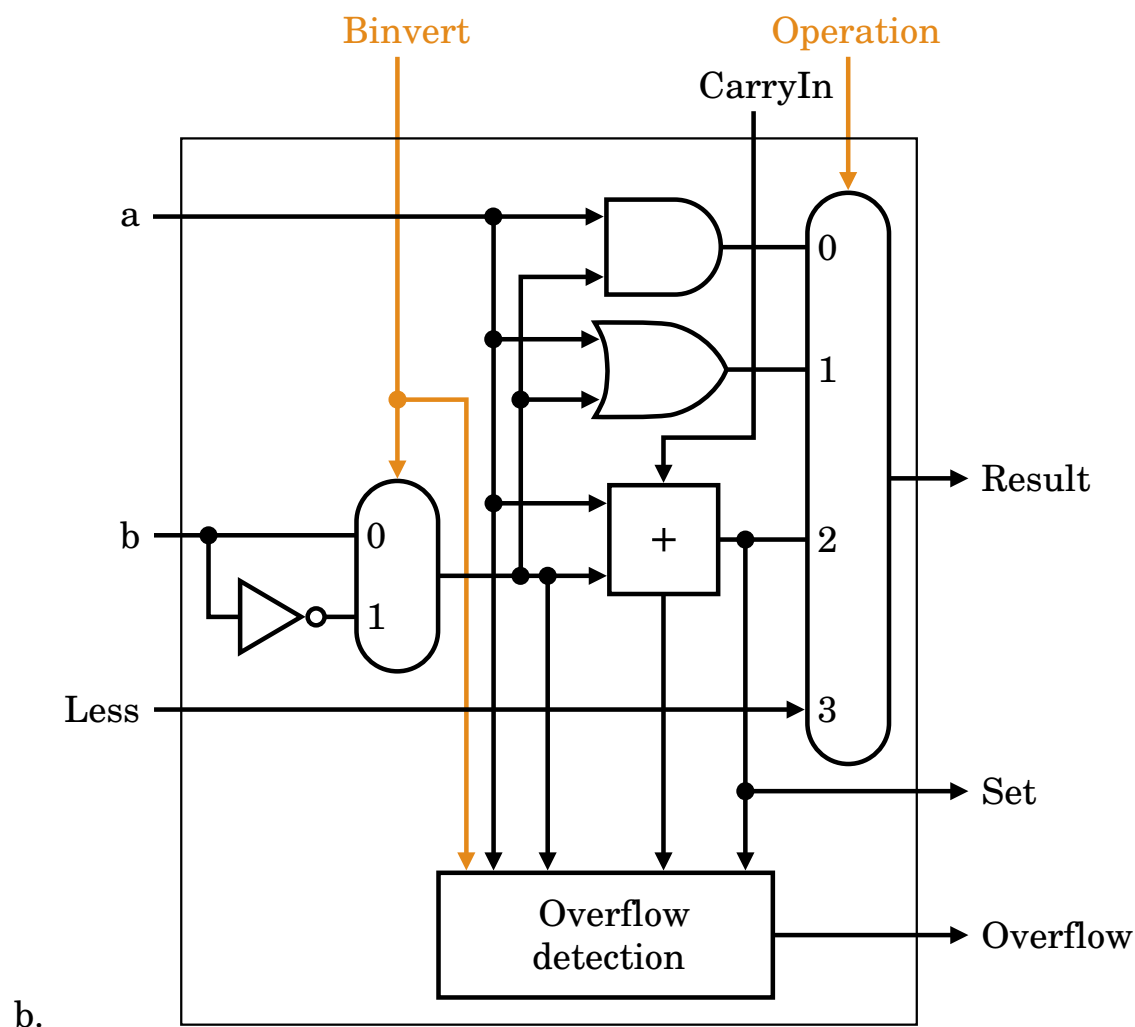 Binvert
Operation
CarryIn
a
0
1
b
0
+
2
Result
1
Less
3
Set
Overflow
detection
Overflow
b.